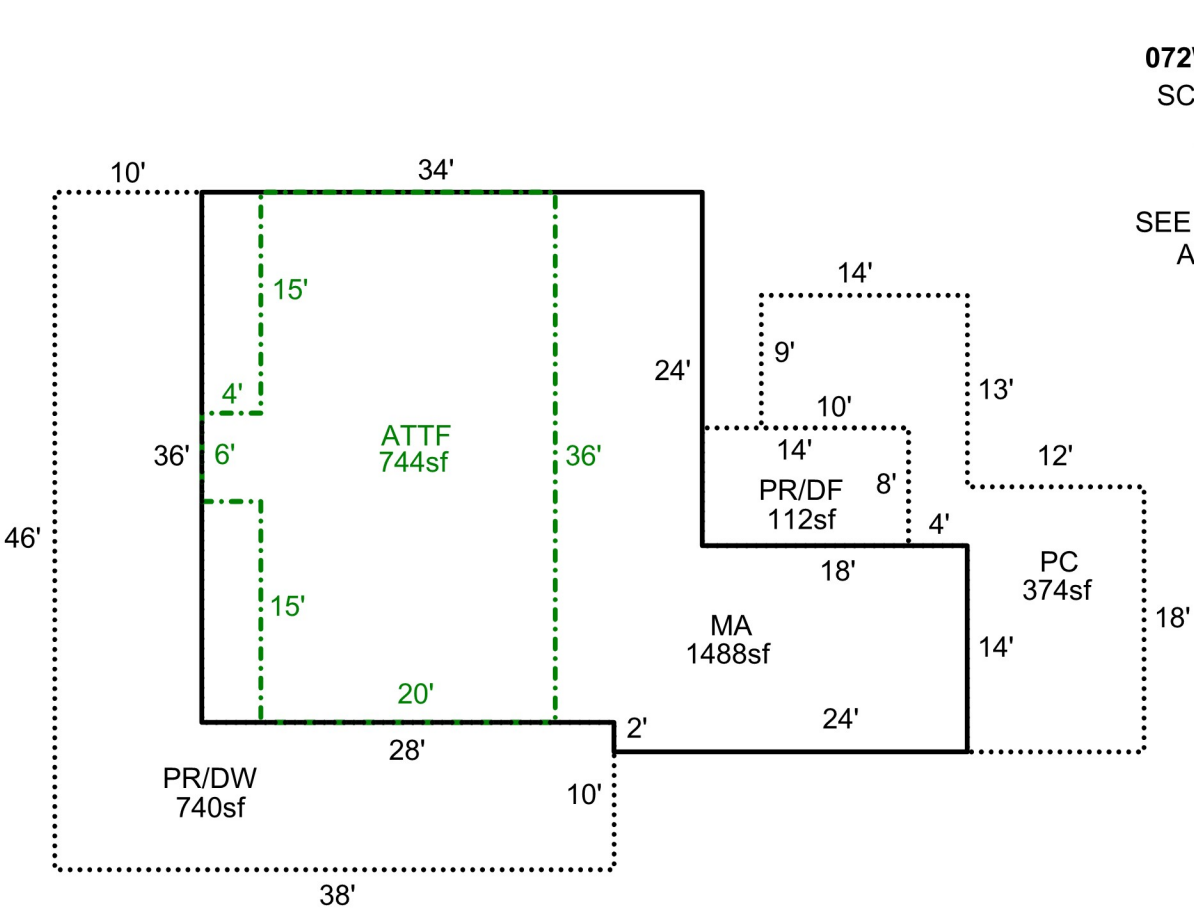 072
SC
10'
34'
SEE
A
14'
15'
9'
24'
13'
4'
10'
ATTF
744sf
36'
6'
36'
14'
12'
8'
PR/DF
112sf
4'
46'
18'
PC
374sf
15'
MA
1488sf
14'
18'
20'
24'
2'
28'
PR/DW
740sf
10'
38'